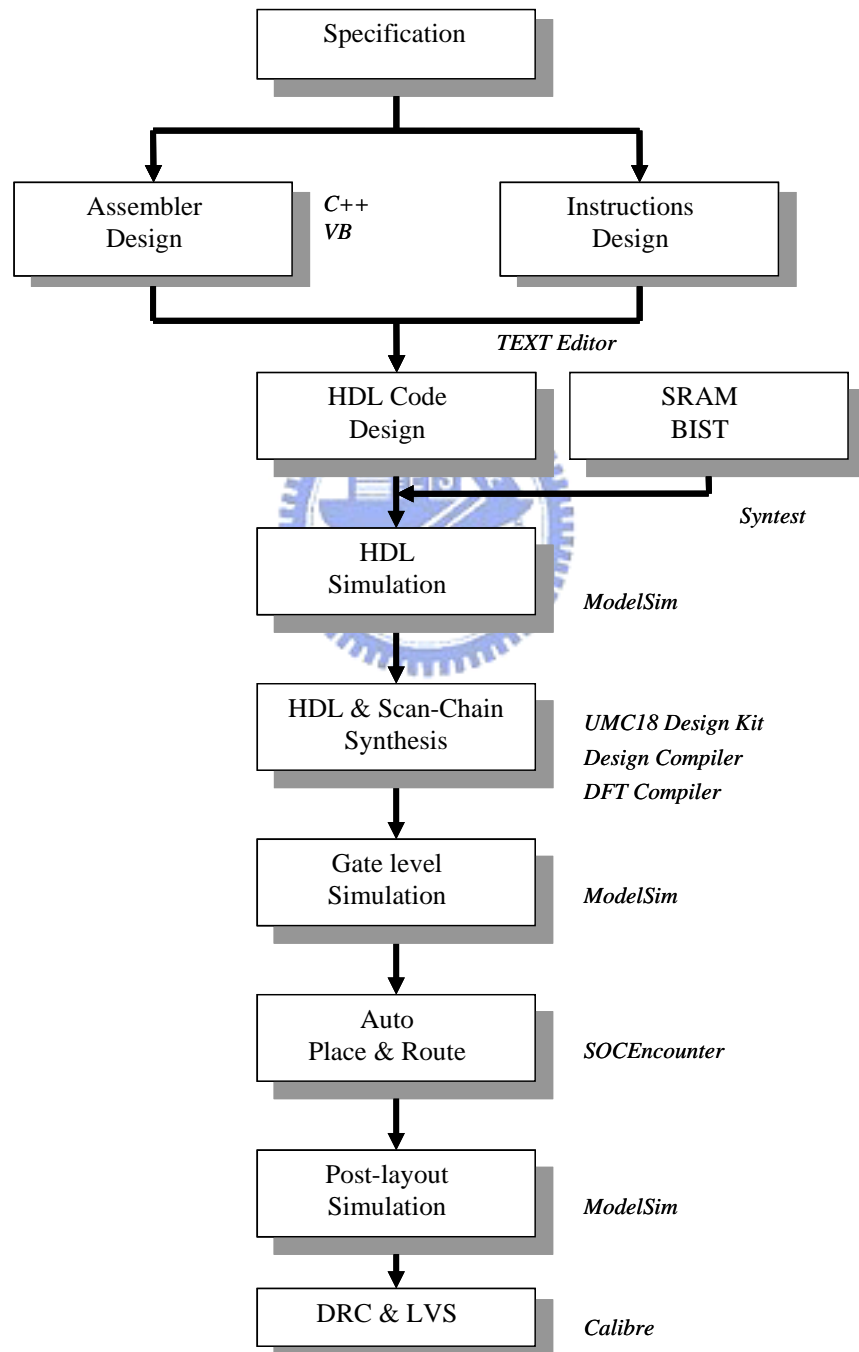 Specification
Assembler
Design
C++
VB
Instructions
Design
TEXT Editor
HDL Code
Design
SRAM
BIST
Syntest
HDL
Simulation
ModelSim
HDL & Scan-Chain
Synthesis
UMC18 Design Kit
Design Compiler
DFT Compiler
Gate level
Simulation
ModelSim
Auto
Place & Route
SOCEncounter
Post-layout
Simulation
ModelSim
DRC & LVS
Calibre